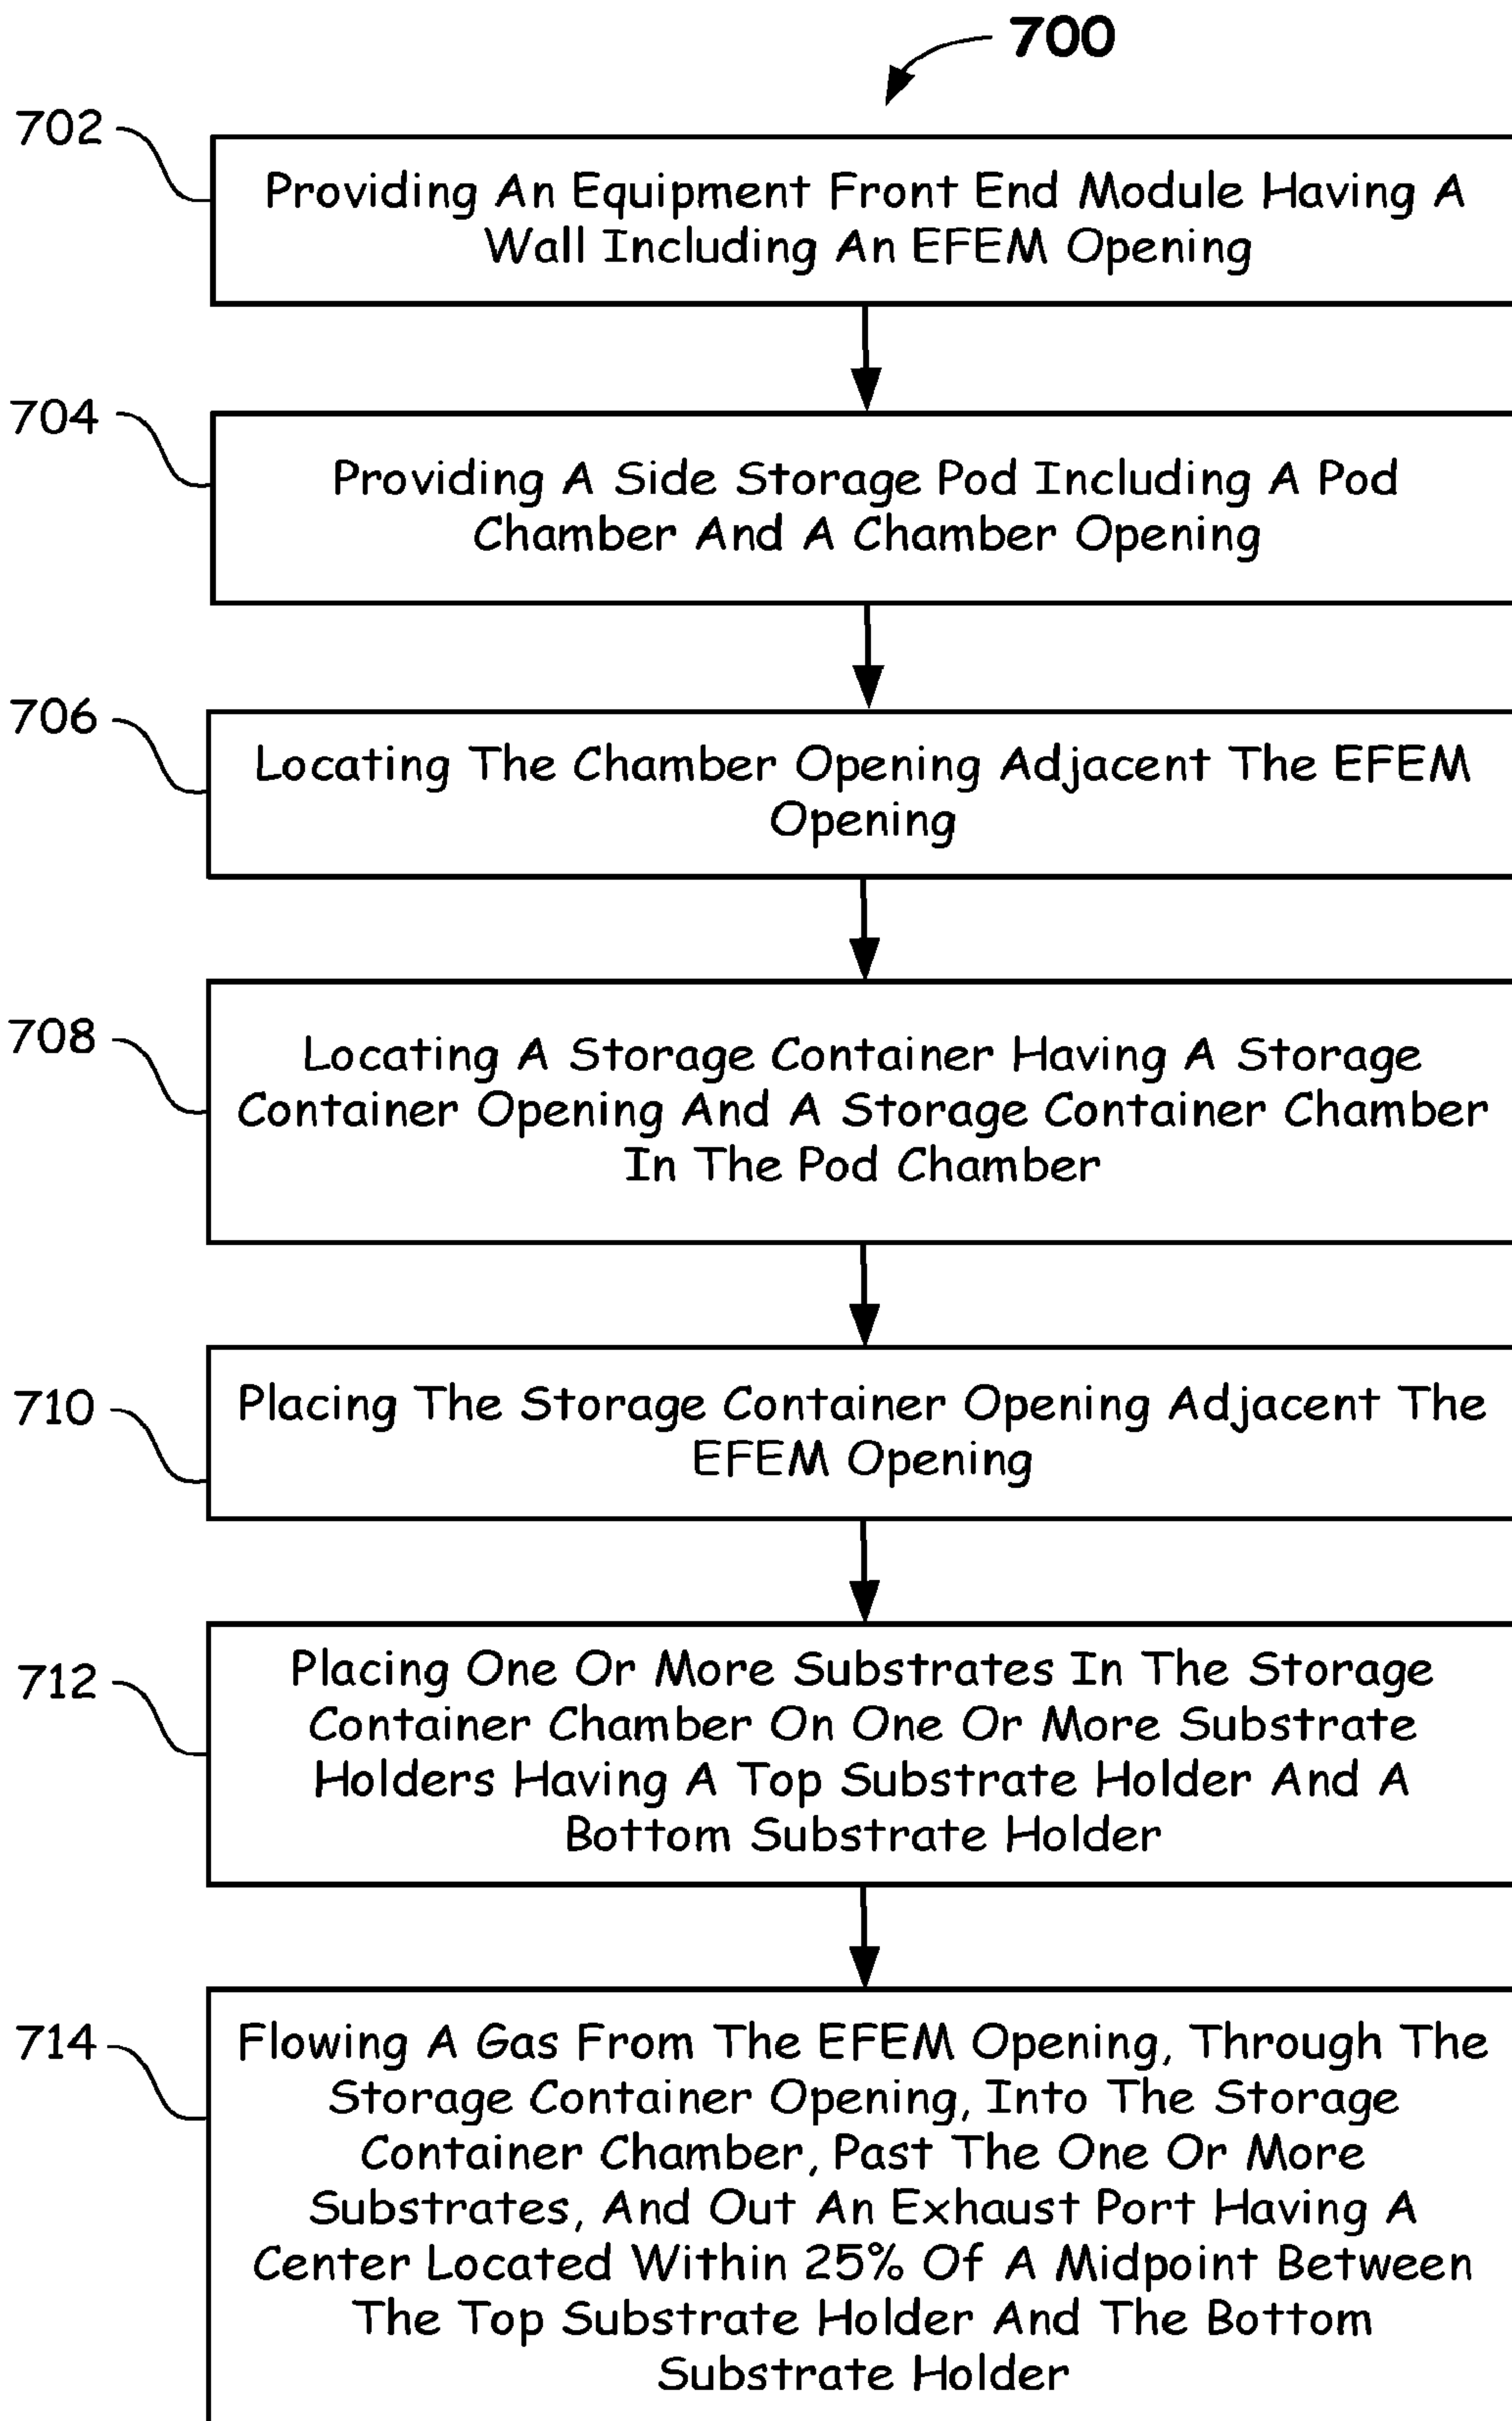 700
702
Providing An Equipment Front End Module Having A
Wall Including An EFEM Opening
704
Providing A Side Storage Pod Including A Pod
Chamber And A Chamber Opening
706
Locating The Chamber Opening Adjacent The EFEM
Opening
708
Locating A Storage Container Having A Storage
Container Opening And A Storage Container Chamber
In The Pod Chamber
710
Placing The Storage Container Opening Adjacent The
EFEM Opening
712
Placing One Or More Substrates In The Storage
Container Chamber On One Or More Substrate
Holders Having A Top Substrate Holder And A
Bottom Substrate Holder
714
Flowing A Gas From The EFEM Opening, Through The
Storage Container Opening, Into The Storage
Container Chamber, Past The One Or More
Substrates, And Out An Exhaust Port Having A
Center Located Within 25% Of A Midpoint Between
The Top Substrate Holder And The Bottom
Substrate Holder